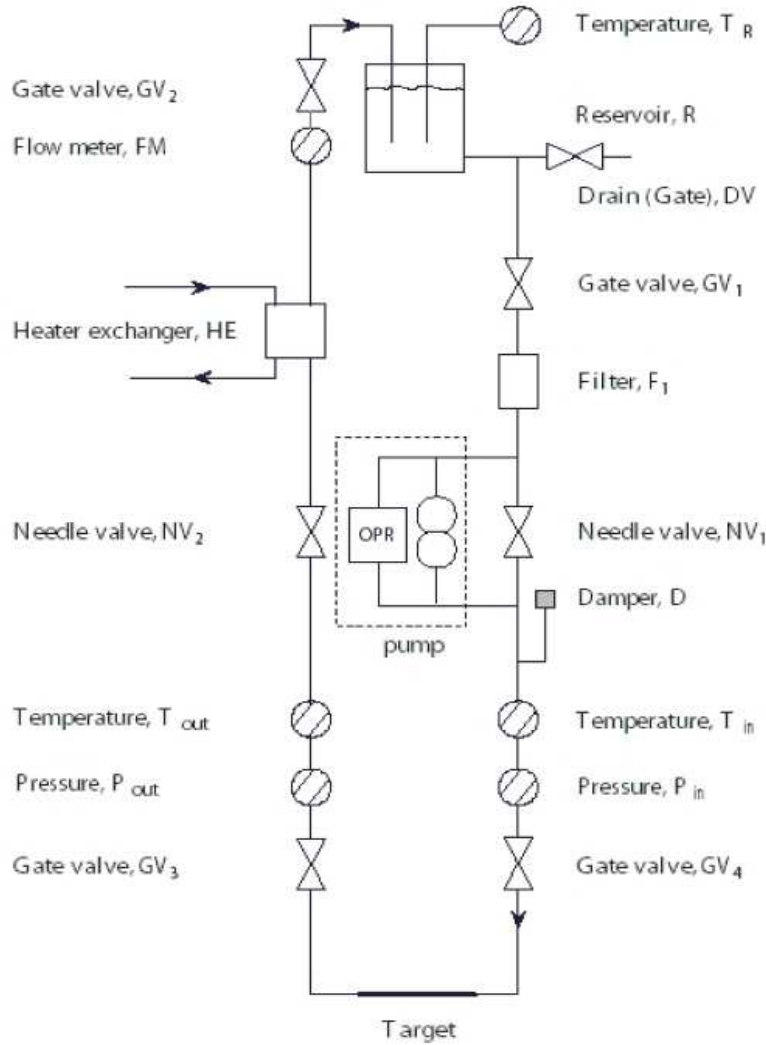 Temperature, T R
Gate valve, GV2
Reservoir, R
Flow meter, FM
Drain (Gate), DV
Gate valve, GV1
Heater exchanger, HE
Filter, F1
Needle valve, NV2
OPR
Needle valve, NV1
Damper, D
pump
Temperature, T out
Temperature, T in
Pressure, P out
Pressure, P in
Gate valve, GV3
Gate valve, GV4
Target